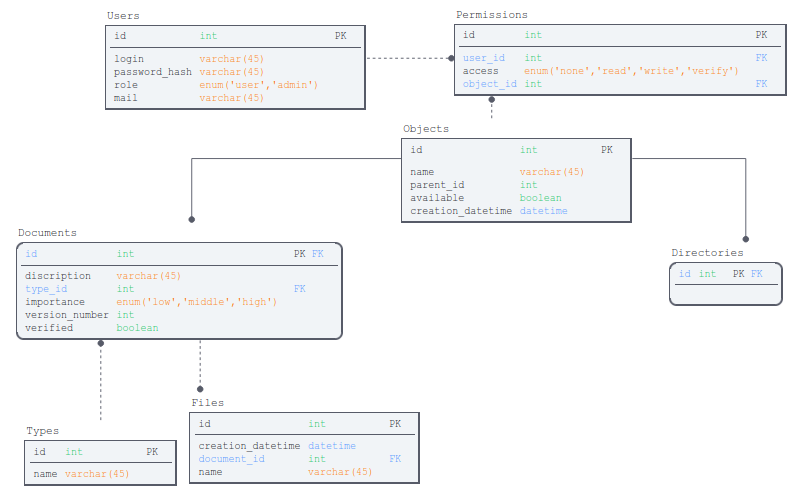 Users
id int PK
login varchar(45)
password_hash varchar(45)
role enum('user','admin')
mail varchar(45)
Permissions
id int PK
user_id int FK
access enum('none','read','write','verify')
object_id int FK
Objects
id int PK
name varchar(45)
parent_id int
available boolean
creation_datetime datetime
Documents
id int PK FK
discription varchar(45)
type_id int FK
importance enum('low','middle','high')
version_number int
verified boolean
Directories
id int PK FK
Types
id int PK
name varchar(45)
Files
id int PK
creation_datetime datetime
document_id int FK
name varchar(45)